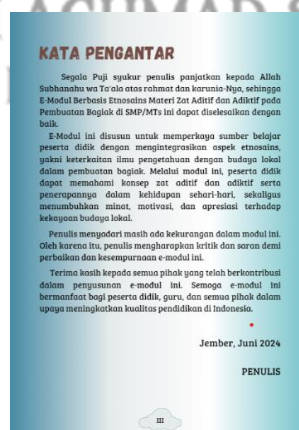 KATA PENGANTAR
Segala Puji syukur penulis panjatkan kepada Allah
Subhanahu wa Ta'ala atas rahmat dan karunia-Nya, sehingga
E-Modul Berbasis Etnosains Materi Zat Aditif dan Adiktif pada
Pembuatan Bagiak di SMP/MTs ini dapat diselesaikan dengan
baik.
E-Modul ini disusun untuk memperkaya sumber belajar
peserta didik dengan mengintegrasikan aspek etnosains,
yakni keterkaitan ilmu pengetahuan dengan budaya lokal
dalam pembuatan bagiak. Melalui modul ini, peserta didik
dapat memahami konsep zat aditif dan adiktif serta
penerapannya dalam kehidupan sehari-hari, sekaligus
menumbuhkan minat, motivasi, dan apresiasi terhadap
kekayaan budaya lokal.
Penulis menyadari masih ada kekurangan dalam modul ini.
Oleh karena itu, penulis mengharapkan kritik dan saran demi
perbaikan dan kesempurnaan e-modul ini.
Terima kasih kepada semua pihak yang telah berkontribusi
dalam penyusunan e-modul ini. Semoga e-modul ini
bermanfaat bagi peserta didik, guru, dan semua pihak dalam
upaya meningkatkan kualitas pendidikan di Indonesia.
Jember, Juni 2024
PENULIS
III